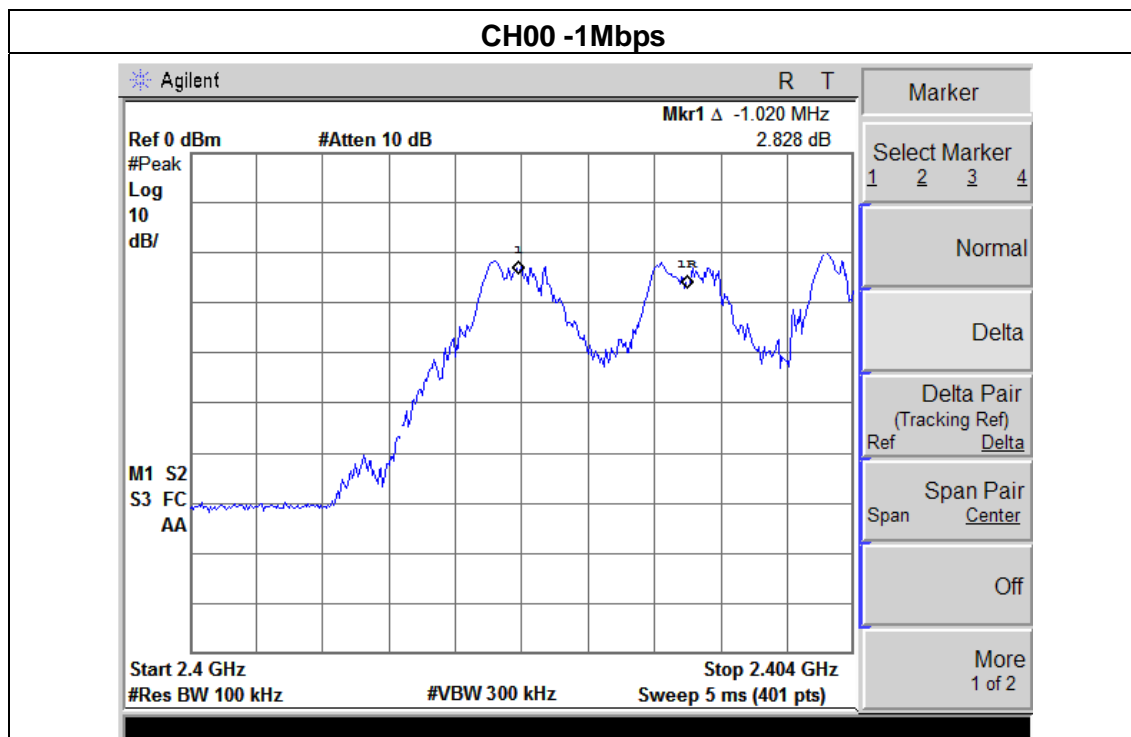 CH00 -1Mbps
Agilent R T
Mkr1 Δ -1.020 MHz
Ref 0 dBm #Atten 10 dB 2.828 dB
#Peak
Log
10
dB/
1
1R
M1 S2
S3 FC
AA
Start 2.4 GHz Stop 2.404 GHz
#Res BW 100 kHz #VBW 300 kHz Sweep 5 ms (401 pts)
Marker
Select Marker
1 2 3 4
Normal
Delta
Delta Pair
(Tracking Ref)
Ref Delta
Span Pair
Span Center
Off
More
1 of 2